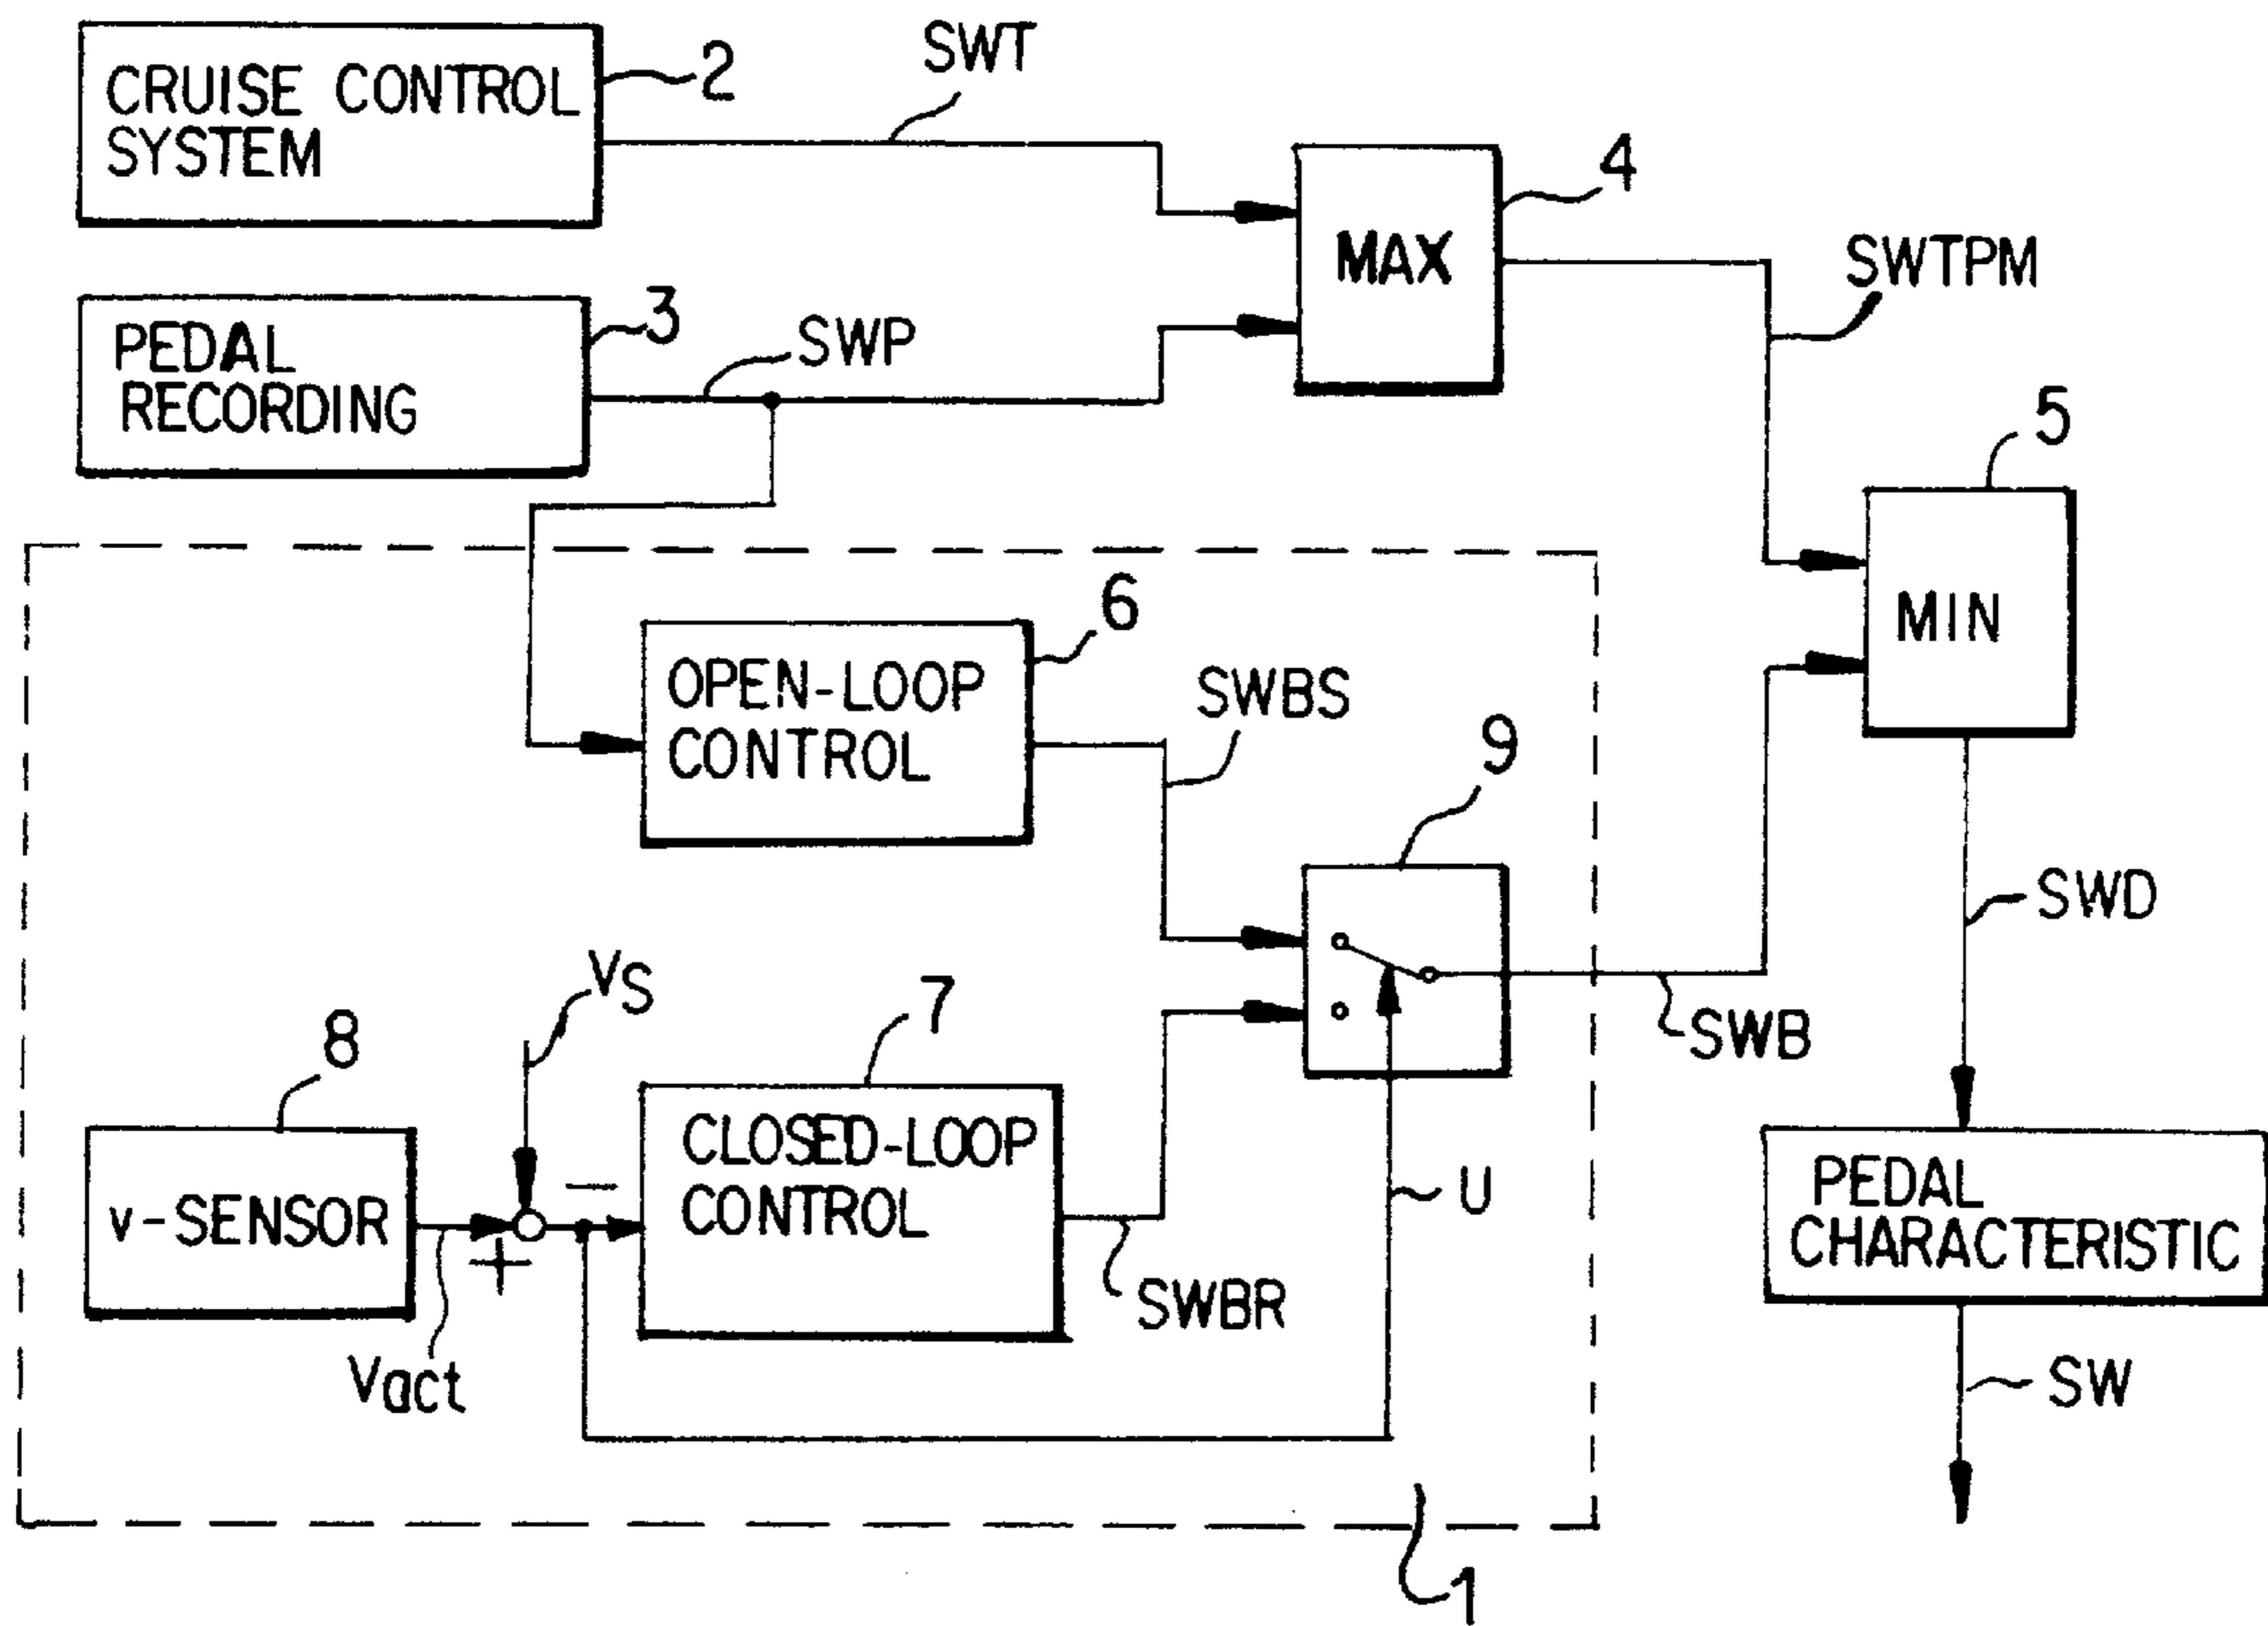 CRUISE CONTROL
SYSTEM
2
SWT
4
MAX
SWTPM
PEDAL
RECORDING
3
SWP
5
MIN
6
OPEN-LOOP
CONTROL
SWBS
9
SWD
vS
7
8
SWB
CLOSED-LOOP
CONTROL
v-SENSOR
−
+
U
PEDAL
CHARACTERISTIC
SWBR
Vact
SW
1